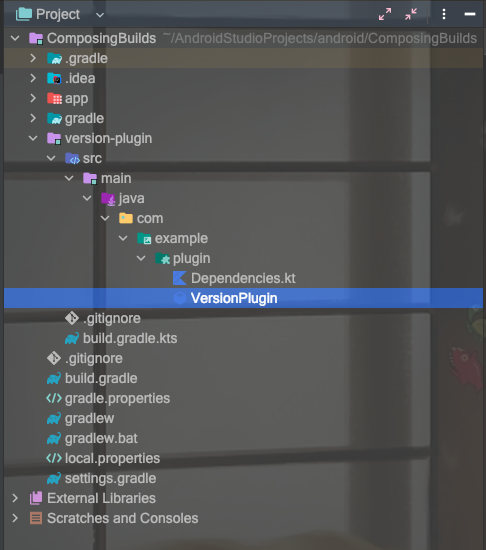 Project
ComposingBuilds ~/AndroidStudioProjects/android/ComposingBuilds
.gradle
.idea
app
gradle
version-plugin
src
main
java
com
example
plugin
Dependencies.kt
VersionPlugin
.gitignore
build.gradle.kts
.gitignore
build.gradle
gradle.properties
gradlew
gradlew.bat
local.properties
settings.gradle
External Libraries
Scratches and Consoles